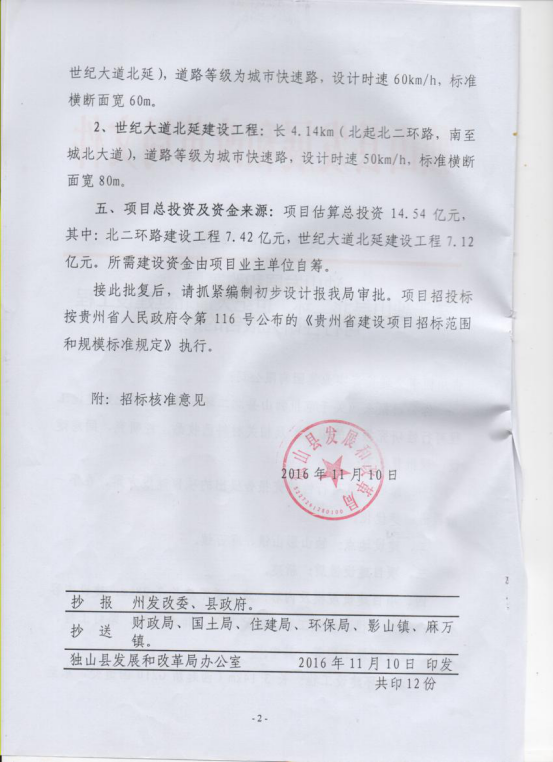 世纪大道北延），道路等级为城市快速路，设计时速 60km/h，标准
横断面宽 60m。
2、世纪大道北延建设工程：长 4.14km（北起北二环路，南至
城北大道），道路等级为城市快速路，设计时速 50km/h，标准横断
面宽 80m。
五、项目总投资及资金来源：项目估算总投资 14.54 亿元，
其中：北二环路建设工程 7.42 亿元，世纪大道北延建设工程 7.12
亿元。所需建设资金由项目业主单位自筹。
接此批复后，请抓紧编制初步设计报我局审批。项目招投标
按贵州省人民政府令第 116 号公布的《贵州省建设项目招标范围
和规模标准规定》执行。
附：招标核准意见
独山县发展和改革局
2016 年 11 月 10 日
抄 报 州发改委、县政府。
抄 送 财政局、国土局、住建局、环保局、影山镇、麻万
镇。
独山县发展和改革局办公室 2016 年 11 月 10 日 印发
共印 12 份
- 2 -